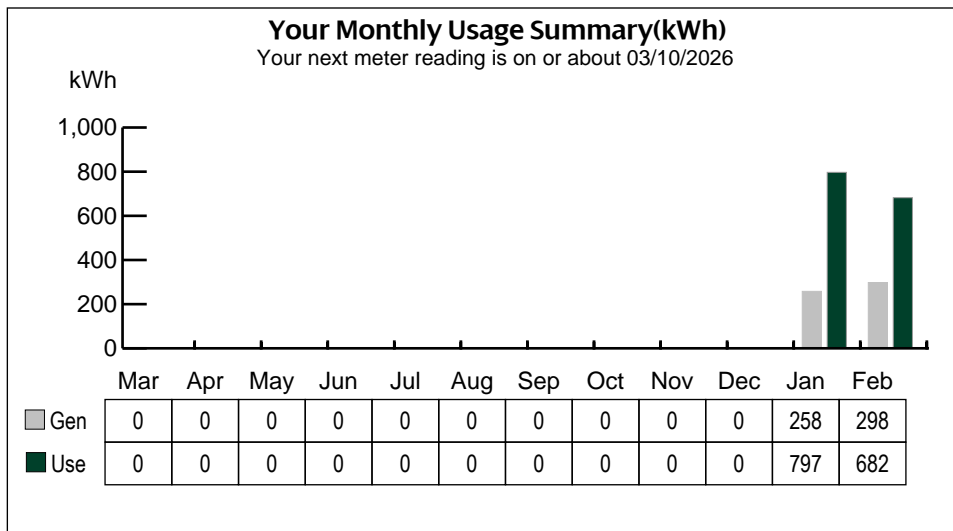 Your Monthly Usage Summary(kWh)
Your next meter reading is on or about 03/10/2026
kWh
1,000
800
600
400
200
0
Mar Apr May Jun Jul Aug Sep Oct Nov Dec Jan Feb
Gen 0 0 0 0 0 0 0 0 0 0 258 298
Use 0 0 0 0 0 0 0 0 0 0 797 682